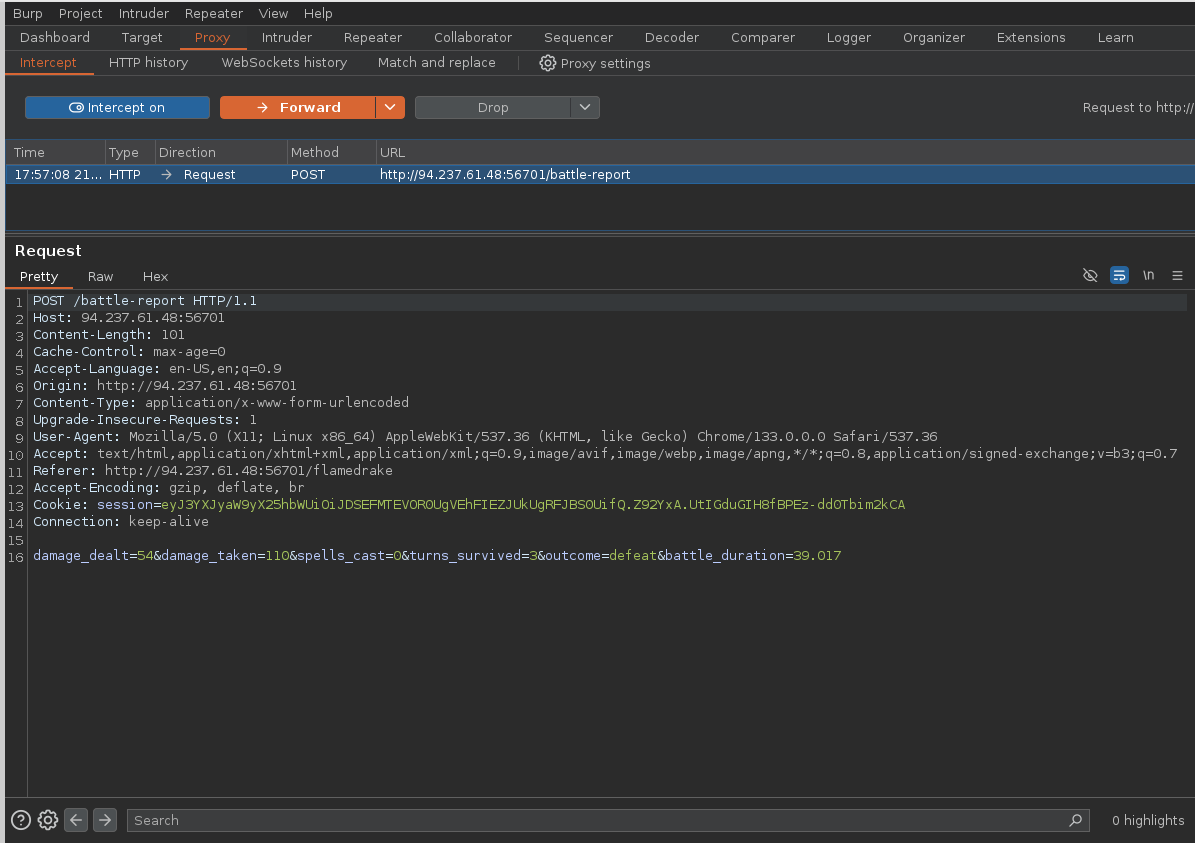 Burp Project Intruder Repeater View Help
Dashboard Target Proxy Intruder Repeater Collaborator Sequencer Decoder Comparer Logger Organizer Extensions Learn
Intercept HTTP history WebSockets history Match and replace Proxy settings
Intercept on Forward Drop Request to http://
Time Type Direction Method URL
17:57:08 21... HTTP → Request POST http://94.237.61.48:56701/battle-report
Request
Pretty Raw Hex \n
1 POST /battle-report HTTP/1.1
2 Host: 94.237.61.48:56701
3 Content-Length: 101
4 Cache-Control: max-age=0
5 Accept-Language: en-US,en;q=0.9
6 Origin: http://94.237.61.48:56701
7 Content-Type: application/x-www-form-urlencoded
8 Upgrade-Insecure-Requests: 1
9 User-Agent: Mozilla/5.0 (X11; Linux x86_64) AppleWebKit/537.36 (KHTML, like Gecko) Chrome/133.0.0.0 Safari/537.36
10 Accept: text/html,application/xhtml+xml,application/xml;q=0.9,image/avif,image/webp,image/apng,*/*;q=0.8,application/signed-exchange;v=b3;q=0.7
11 Referer: http://94.237.61.48:56701/flamedrake
12 Accept-Encoding: gzip, deflate, br
13 Cookie: session=eyJ3YXJyaW9yX25hbWUiOiJDSEFMTEVOR0UgVEhFIEZJUkUgRFJBS0UifQ.Z92YxA.UtIGduGIH8fBPEz-dd0Tbim2kCA
14 Connection: keep-alive
15
16 damage_dealt=54&damage_taken=110&spells_cast=0&turns_survived=3&outcome=defeat&battle_duration=39.017
Search 0 highlights